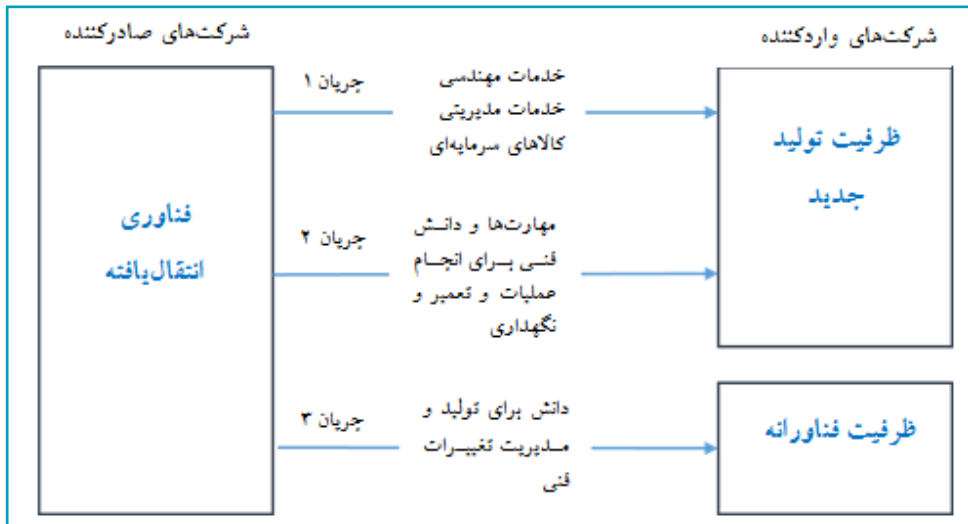 شرکت‌های صادرکننده
شرکت‌های واردکننده
فناوری
انتقال‌یافته
جریان ۱
خدمات مهندسی
خدمات مدیریتی
کالاهای سرمایه‌ای
جریان ۲
مهارت‌ها و دانش
فنی برای انجام
عملیات و تعمیر و
نگهداری
جریان ۳
دانش برای تولید و
مدیریت تغییرات
فنی
ظرفیت تولید
جدید
ظرفیت فناورانه